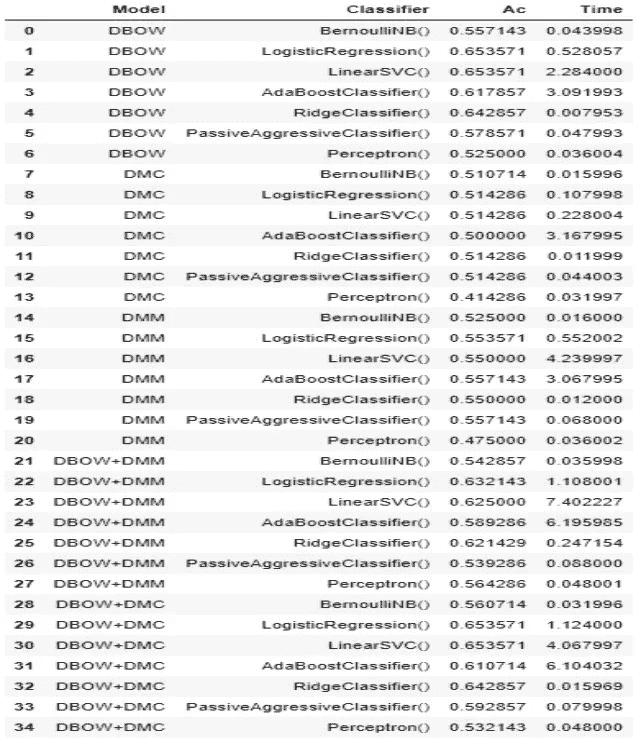 Model Classifier Ac Time
0 DBOW BernoulliNB() 0.557143 0.043998
1 DBOW LogisticRegression() 0.653571 0.528057
2 DBOW LinearSVC() 0.653571 2.284000
3 DBOW AdaBoostClassifier() 0.617857 3.091993
4 DBOW RidgeClassifier() 0.642857 0.007953
5 DBOW PassiveAggressiveClassifier() 0.578571 0.047993
6 DBOW Perceptron() 0.525000 0.036004
7 DMC BernoulliNB() 0.510714 0.015996
8 DMC LogisticRegression() 0.514286 0.107998
9 DMC LinearSVC() 0.514286 0.228004
10 DMC AdaBoostClassifier() 0.500000 3.167995
11 DMC RidgeClassifier() 0.514286 0.011999
12 DMC PassiveAggressiveClassifier() 0.514286 0.044003
13 DMC Perceptron() 0.414286 0.031997
14 DMM BernoulliNB() 0.525000 0.016000
15 DMM LogisticRegression() 0.553571 0.552002
16 DMM LinearSVC() 0.550000 4.239997
17 DMM AdaBoostClassifier() 0.557143 3.067995
18 DMM RidgeClassifier() 0.550000 0.012000
19 DMM PassiveAggressiveClassifier() 0.557143 0.068000
20 DMM Perceptron() 0.475000 0.036002
21 DBOW+DMM BernoulliNB() 0.542857 0.035998
22 DBOW+DMM LogisticRegression() 0.632143 1.108001
23 DBOW+DMM LinearSVC() 0.625000 7.402227
24 DBOW+DMM AdaBoostClassifier() 0.589286 6.195985
25 DBOW+DMM RidgeClassifier() 0.621429 0.247154
26 DBOW+DMM PassiveAggressiveClassifier() 0.539286 0.088000
27 DBOW+DMM Perceptron() 0.564286 0.048001
28 DBOW+DMC BernoulliNB() 0.560714 0.031996
29 DBOW+DMC LogisticRegression() 0.653571 1.124000
30 DBOW+DMC LinearSVC() 0.653571 4.067997
31 DBOW+DMC AdaBoostClassifier() 0.610714 6.104032
32 DBOW+DMC RidgeClassifier() 0.642857 0.015969
33 DBOW+DMC PassiveAggressiveClassifier() 0.592857 0.079998
34 DBOW+DMC Perceptron() 0.532143 0.048000